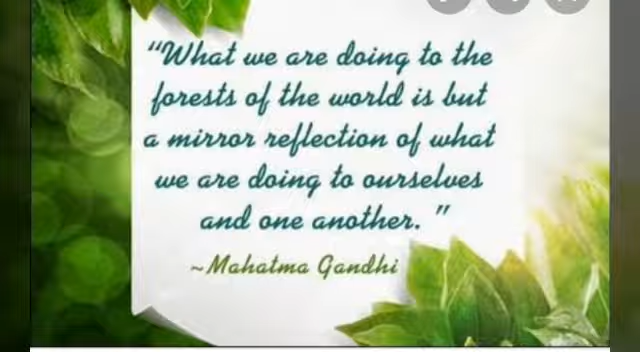 "What we are doing to the
forests of the world is but
a mirror reflection of what
we are doing to ourselves
and one another. "
~Mahatma Gandhi